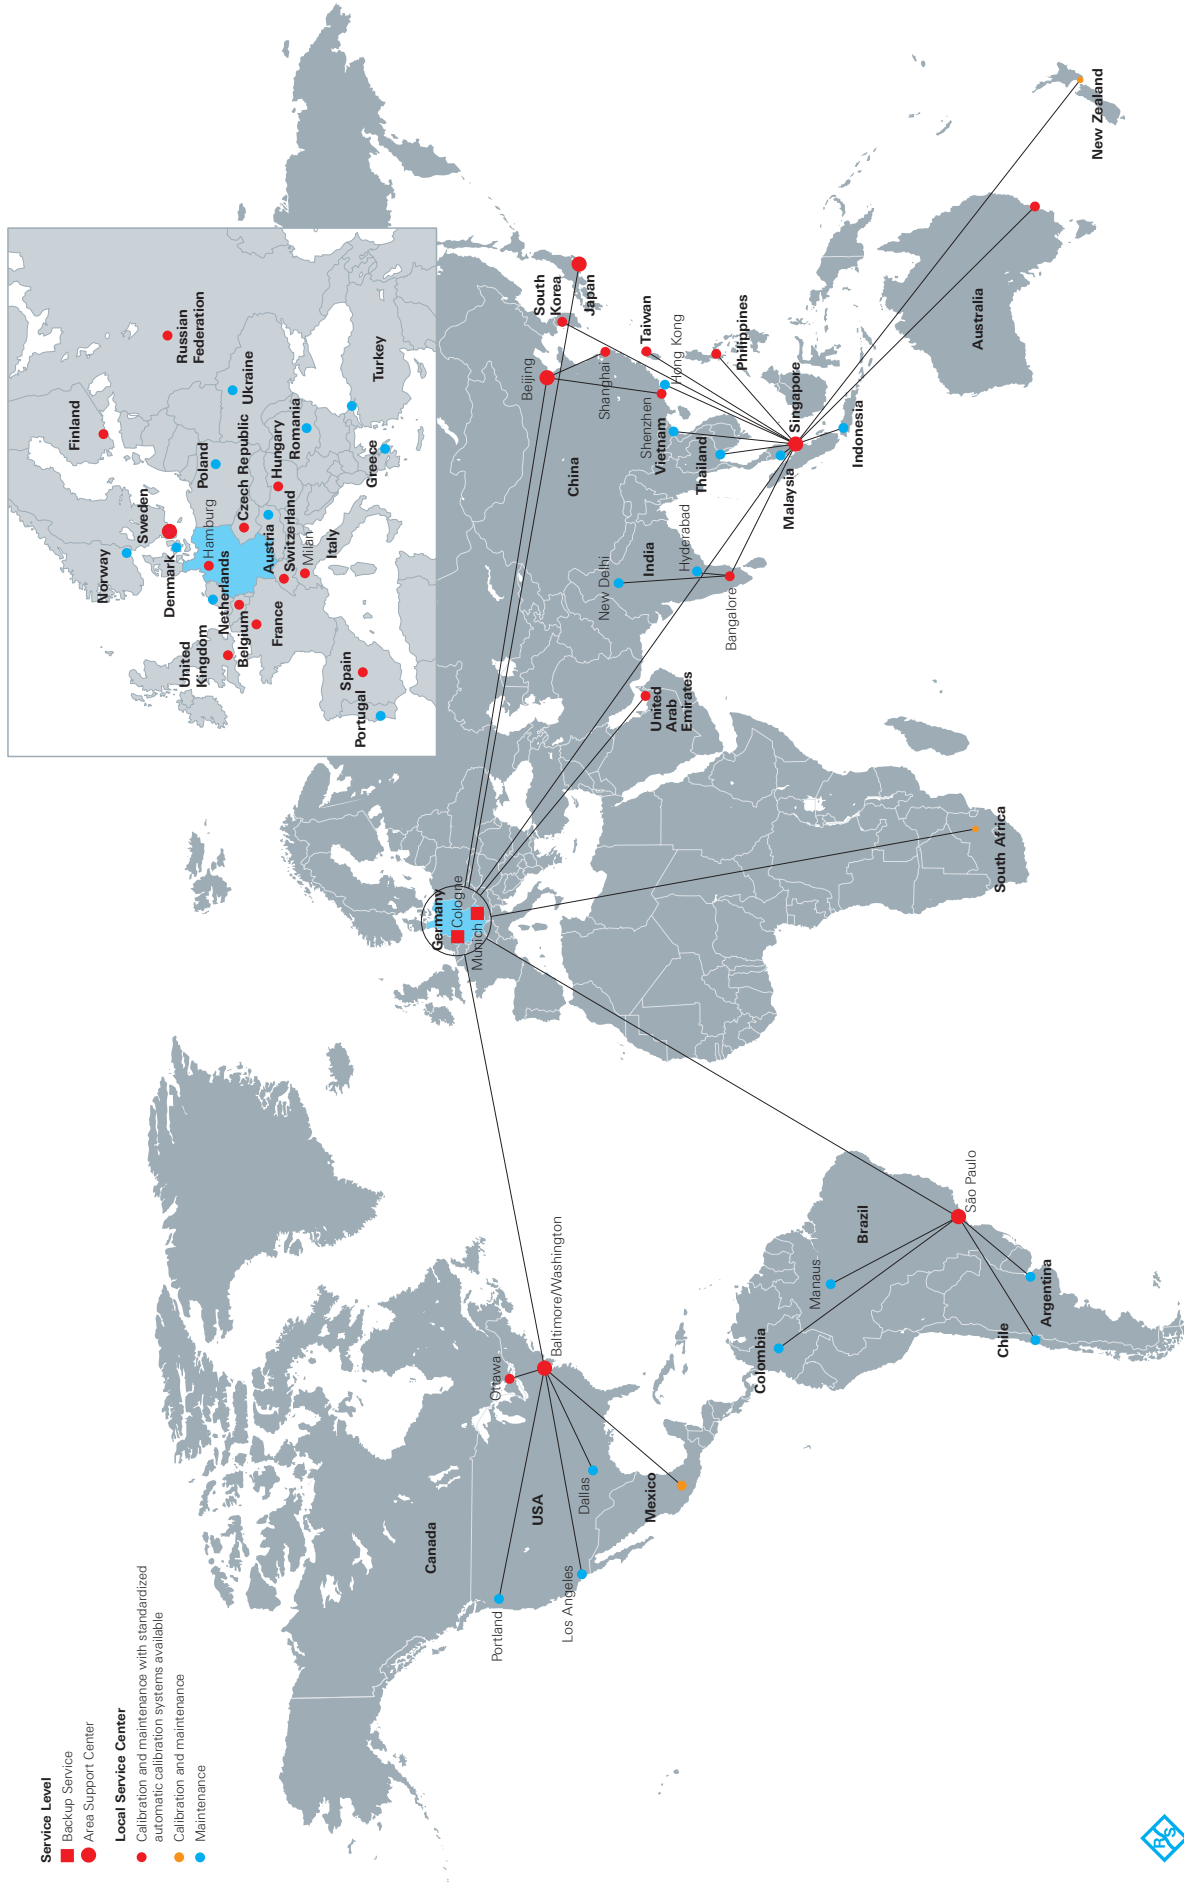 Service Level
Backup Service
Area Support Center
Local Service Center
Calibration and maintenance with standardized
automatic calibration systems available
Calibration and maintenance
Maintenance
Canada
USA
Portland
Los Angeles
Dallas
Mexico
Ottawa
Baltimore/Washington
Colombia
Manaus
Brazil
São Paulo
Chile
Argentina
Germany
Cologne
Munich
South Africa
United
Arab
Emirates
India
New Delhi
Hyderabad
Bangalore
China
Beijing
Shanghai
Shenzhen
Hong Kong
South
Korea
Japan
Taiwan
Philippines
Vietnam
Thailand
Malaysia
Singapore
Indonesia
Australia
New Zealand
Norway
Sweden
Finland
Denmark
Hamburg
Netherlands
United
Kingdom
Belgium
France
Spain
Portugal
Poland
Czech Republic
Austria
Switzerland
Milan
Italy
Hungary
Romania
Ukraine
Russian
Federation
Greece
Turkey
R
S